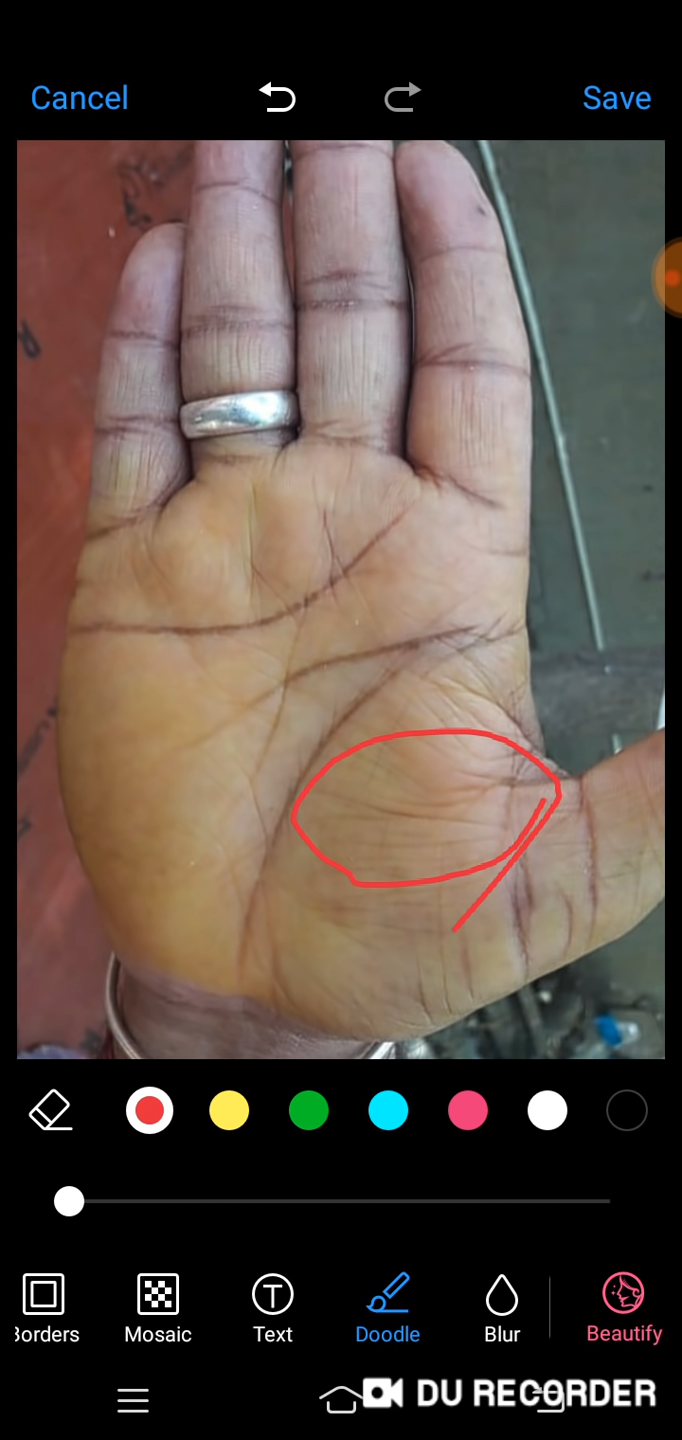 Cancel
Save
Borders
Mosaic
Text
Doodle
Blur
Beautify
DU RECORDER